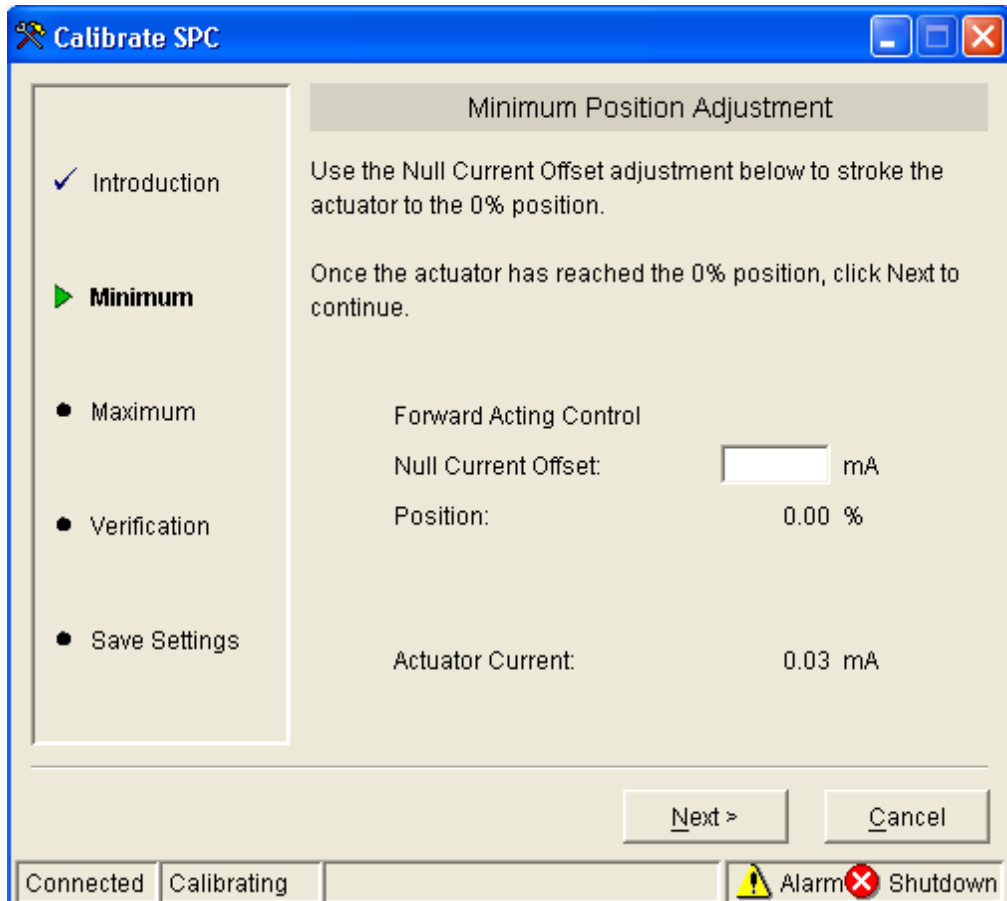 Calibrate SPC
Introduction
Minimum
Maximum
Verification
Save Settings
Minimum Position Adjustment
Use the Null Current Offset adjustment below to stroke the
actuator to the 0% position.
Once the actuator has reached the 0% position, click Next to
continue.
Forward Acting Control
Null Current Offset: mA
Position: 0.00 %
Actuator Current: 0.03 mA
Next >
Cancel
Connected
Calibrating
Alarm
Shutdown